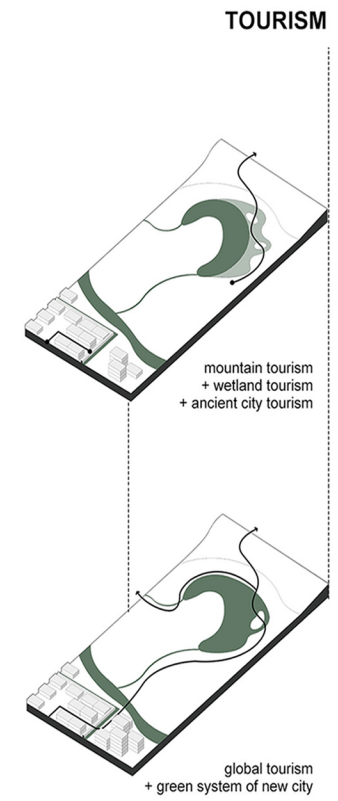 TOURISM
mountain tourism
+ wetland tourism
+ ancient city tourism
global tourism
+ green system of new city